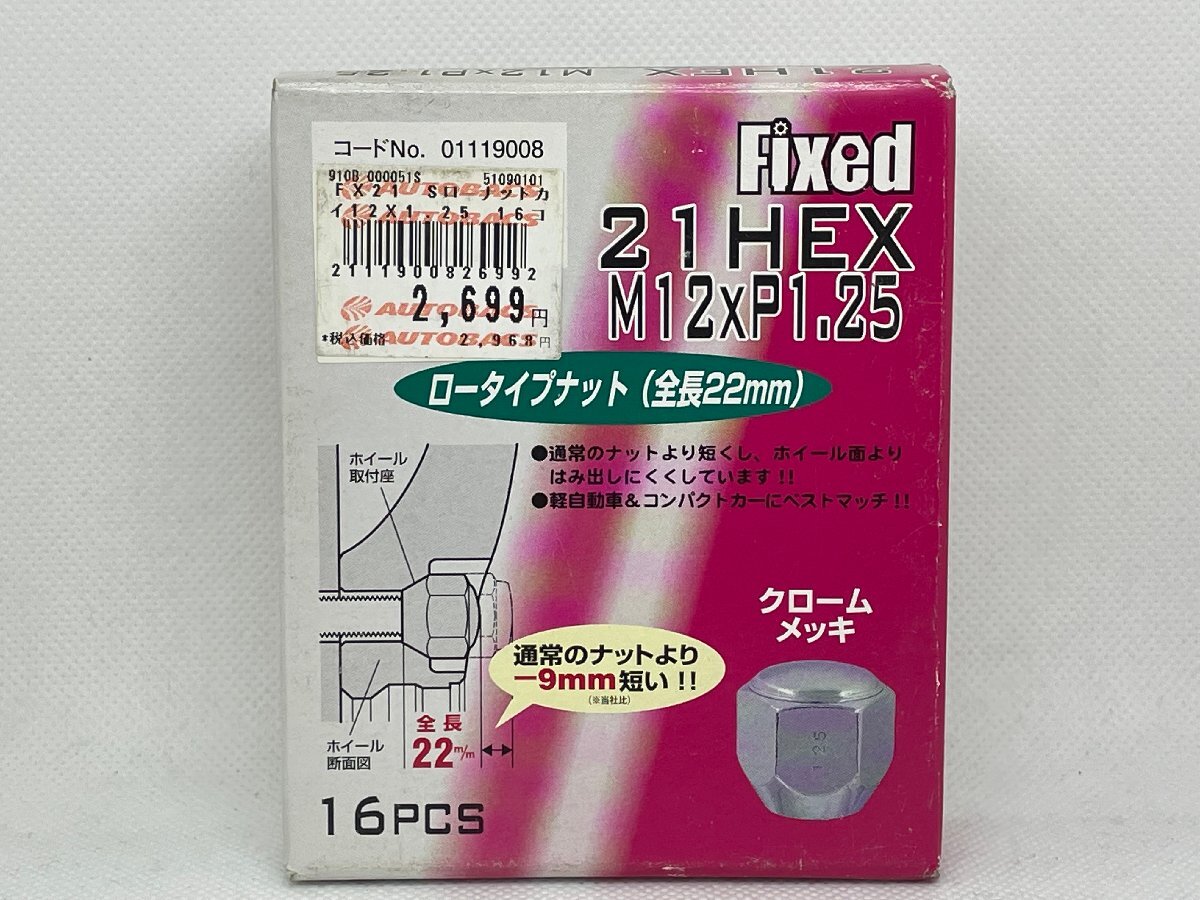 21HEX M12xP1.25
コードNo. 01119008
910B 000051S 51090101
FX21 Sロ ナットカ
イ12X1.25 16コ
AUTOBACS
AUTOBACS
2111900826992
2,699円
AUTOBACS
*税込価格 2,968円
AUTOBACS
Fixed
21HEX
M12xP1.25
ロータイプナット(全長22mm)
●通常のナットより短くし、ホイール面より
はみ出しにくくしています!!
●軽自動車&コンパクトカーにベストマッチ!!
ホイール
取付座
通常のナットより
ー9mm短い!!
(※当社比)
全長
22m/m
ホイール
断面図
クローム
メッキ
125
16PCS